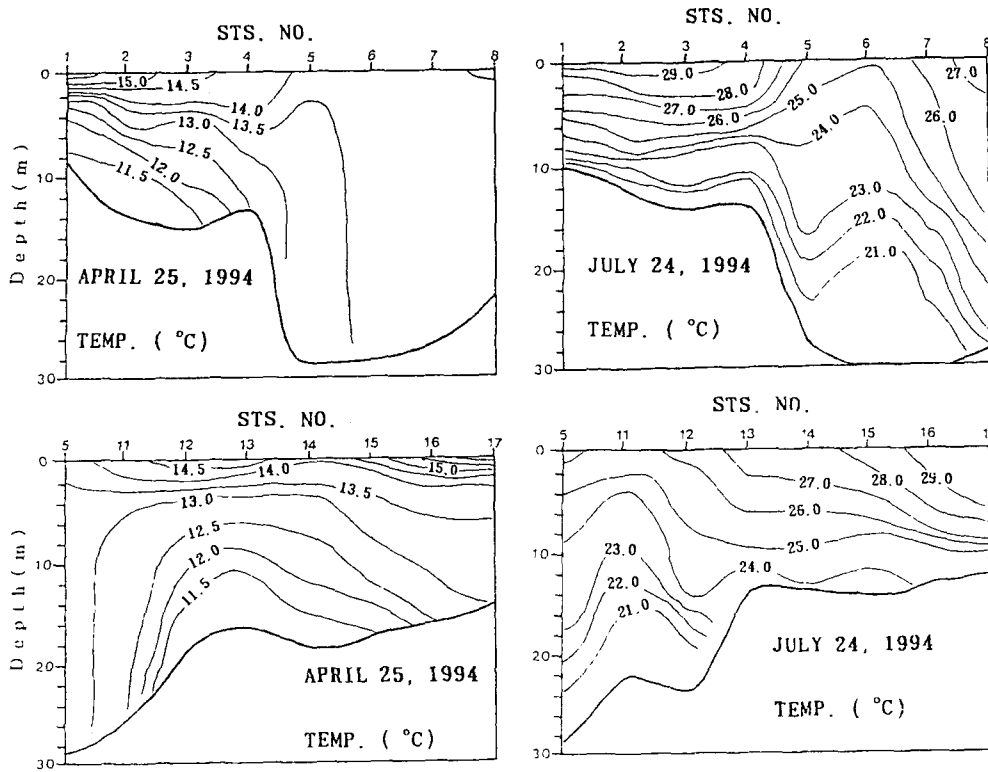 STS. NO.
1 2 3 4 5 6 7 8
0
10
20
30
Depth(m)
15.0
14.5
14.0
13.5
13.0
12.5
12.0
11.5
APRIL 25, 1994
TEMP. ( °C)
STS. NO.
1 2 3 4 5 6 7 8
0
10
20
30
29.0
28.0
27.0
26.0
25.0
24.0
23.0
22.0
21.0
27.0
26.0
JULY 24, 1994
TEMP. ( °C)
STS. NO.
5 11 12 13 14 15 16 17
0
10
20
30
Depth(m)
14.5
14.0
15.0
13.5
13.0
12.5
12.0
11.5
APRIL 25, 1994
TEMP. ( °C)
STS. NO.
5 11 12 13 14 15 16 17
0
10
20
30
29.0
28.0
27.0
26.0
25.0
24.0
23.0
22.0
21.0
JULY 24, 1994
TEMP. ( °C)